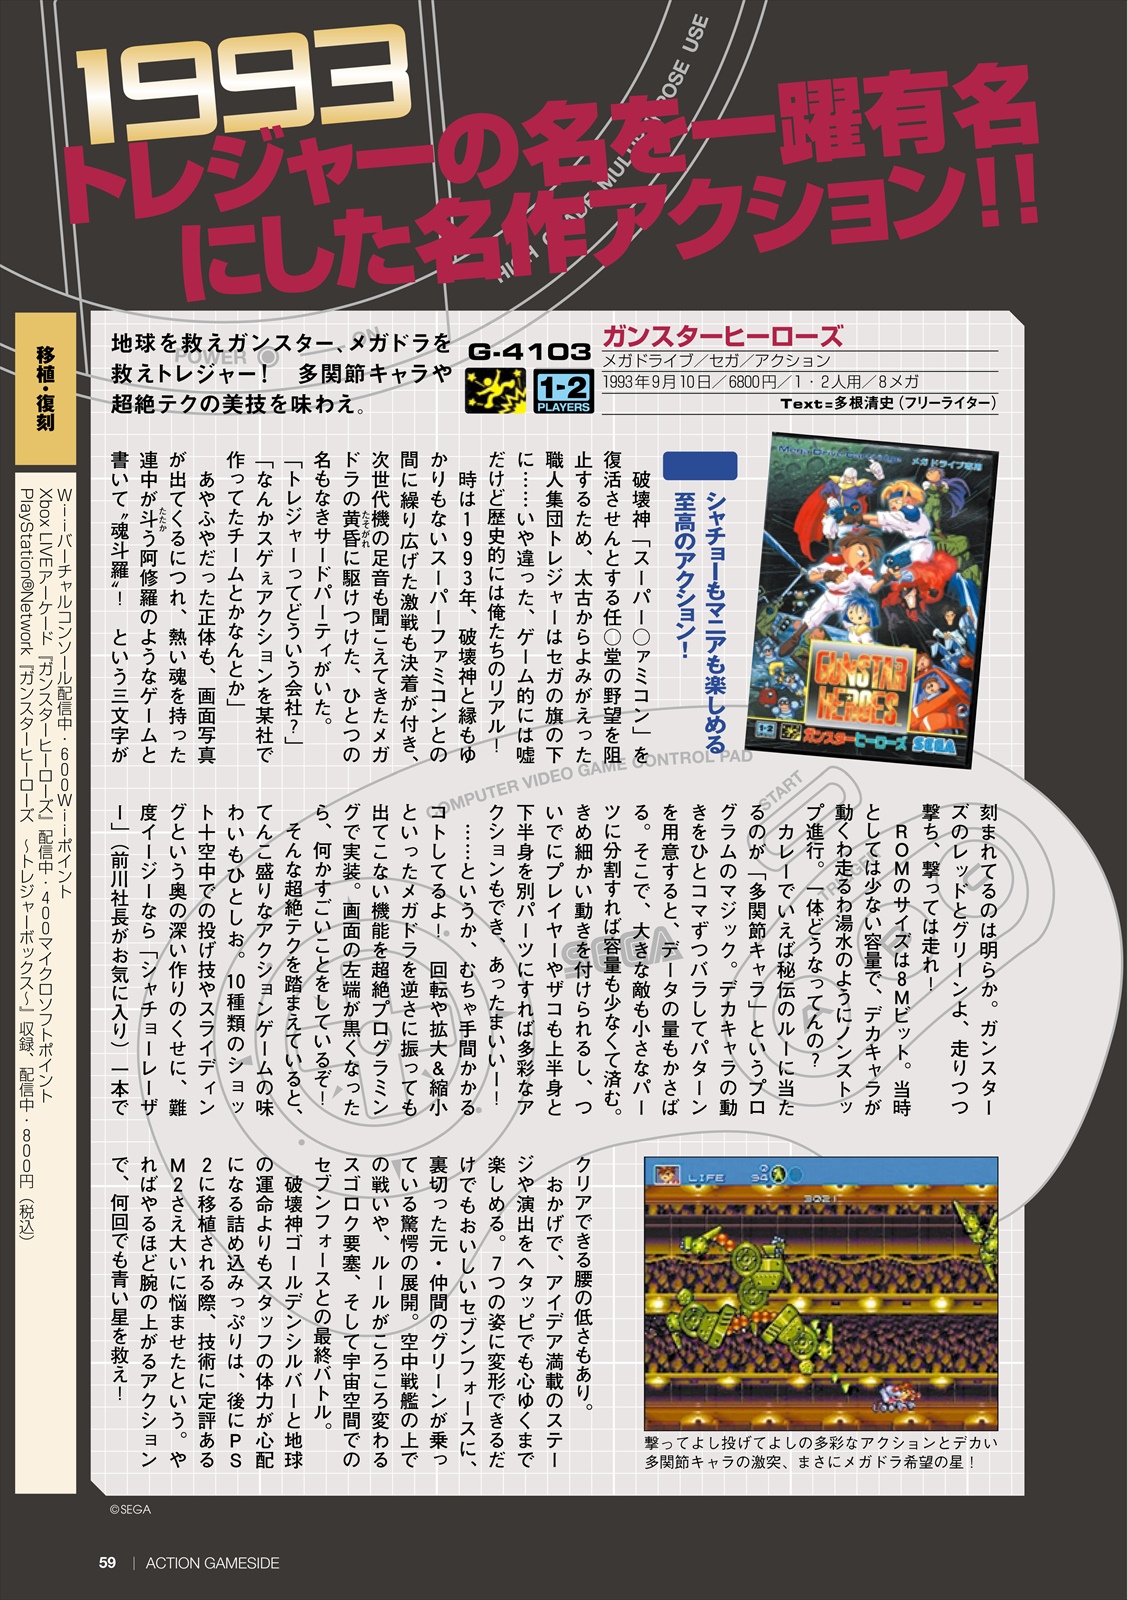 1993
トレジャーの名を一躍有名
にした名作アクション!!
HIGH GRADE MULTIPURPOSE USE
移植・復刻
Wiiバーチャルコンソール配信中・600Wiiポイント
Xbox LIVEアーケード『ガンスターヒーローズ』配信中・400マイクロソフトポイント
PlayStation®Network『ガンスターヒーローズ ～トレジャーボックス～』収録、配信中・800円（税込）
POWER ON
地球を救えガンスター、メガドラを
救えトレジャー！　多関節キャラや
超絶テクの美技を味わえ。
G-4103
1-2
PLAYERS
ガンスターヒーローズ
メガドライブ／セガ／アクション
1993年9月10日／6800円／1・2人用／8メガ
Text=多根清史（フリーライター）
メガドライブ専用
GUNSTAR
HEROES
1-2
ガンスターヒーローズ
SEGA
シャチョーもマニアも楽しめる
至高のアクション！
破壊神「スーパー○ァミコン」を
復活させんとする任○堂の野望を阻
止するため、太古からよみがえった
職人集団トレジャーはセガの旗の下
に……いや違った、ゲーム的には嘘
だけど歴史的には俺たちのリアル！
時は1993年、破壊神と縁もゆ
かりもないスーパーファミコンとの
間に繰り広げた激戦も決着が付き、
次世代機の足音も聞こえてきたメガ
ドラの黄昏（たそがれ）に駆けつけた、ひとつの
名もなきサードパーティがいた。
「トレジャーってどういう会社？」
「なんかスゲぇアクションを某社で
作ってたチームとかなんとか」
あやふやだった正体も、画面写真
が出てくるにつれ、熱い魂を持った
連中が斗（たたか）う阿修羅のようなゲームと
書いて〝魂斗羅〟！　という三文字が
刻まれてるのは明らか。ガンスター
ズのレッドとグリーンよ、走りつつ
撃ち、撃っては走れ！
ROMのサイズは8Mビット。当時
としては少ない容量で、デカキャラが
動くわ走るわ湯水のようにノンストッ
プ進行。一体どうなってんの？
カレーでいえば秘伝のルーに当た
るのが「多関節キャラ」というプロ
グラムのマジック。デカキャラの動
きをひとコマずつバラしてパターン
を用意すると、データの量もかさば
る。そこで、大きな敵も小さなパー
ツに分割すれば容量も少なくて済む。
きめ細かい動きを付けられるし、つ
いでにプレイヤーやザコも上半身と
下半身を別パーツにすれば多彩なア
クションもでき、あったまいい！
……というか、むちゃ手間かかる
コトしてるよ！　回転や拡大＆縮小
といったメガドラを逆さに振っても
出てこない機能を超絶プログラミン
グで実装。画面の左端が黒くなった
ら、何かすごいことをしているぞ！
そんな超絶テクを踏まえていると、
てんこ盛りなアクションゲームの味
わいもひとしお。10種類のショッ
ト＋空中での投げ技やスライディン
グという奥の深い作りのくせに、難
度イージーなら「シャチョーレーザ
ー」（前川社長がお気に入り）一本で
クリアできる腰の低さもあり。
おかげで、アイデア満載のステー
ジや演出をヘタッピでも心ゆくまで
楽しめる。7つの姿に変形できるだ
けでもおいしいセブンフォースに、
裏切った元・仲間のグリーンが乗っ
ている驚愕の展開。空中戦艦の上で
の戦いや、ルールがころころ変わる
スゴロク要塞、そして宇宙空間での
セブンフォースとの最終バトル。
破壊神ゴールデンシルバーと地球
の運命よりもスタッフの体力が心配
になる詰め込みっぷりは、後にPS
2に移植される際、技術に定評ある
M2さえ大いに悩ませたという。や
ればやるほど腕の上がるアクション
で、何回でも青い星を救え！
COMPUTER VIDEO GAME CONTROL PAD
START
SEGA
A
B
C
LIFE
94
3021
撃ってよし投げてよしの多彩なアクションとデカい
多関節キャラの激突、まさにメガドラ希望の星！
©SEGA
59 | ACTION GAMESIDE